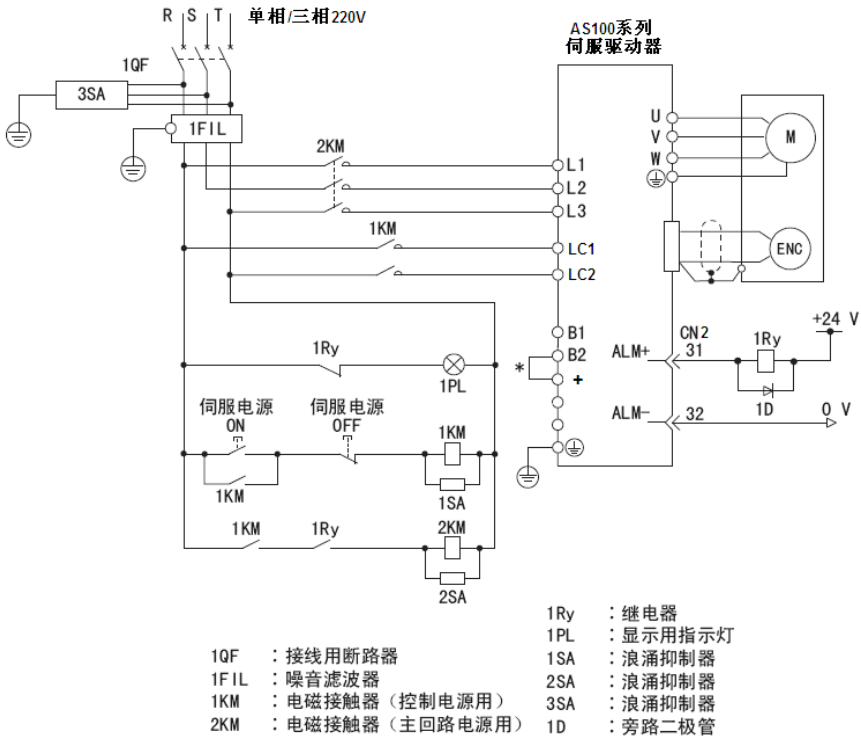 R S T 单相/三相220V
AS100系列
伺服驱动器
1QF
3SA
1FIL
2KM
U
V
W
M
L1
L2
L3
1KM
LC1
LC2
ENC
B1
B2
*
+
+24 V
CN2
ALM+ 31
1Ry
1D
ALM- 32
0 V
1Ry
1PL
伺服电源
ON
伺服电源
OFF
1KM
1KM
1SA
1KM
1Ry
2KM
2SA
1QF :接线用断路器
1FIL :噪音滤波器
1KM :电磁接触器（控制电源用）
2KM :电磁接触器（主回路电源用）
1Ry :继电器
1PL :显示用指示灯
1SA :浪涌抑制器
2SA :浪涌抑制器
3SA :浪涌抑制器
1D :旁路二极管